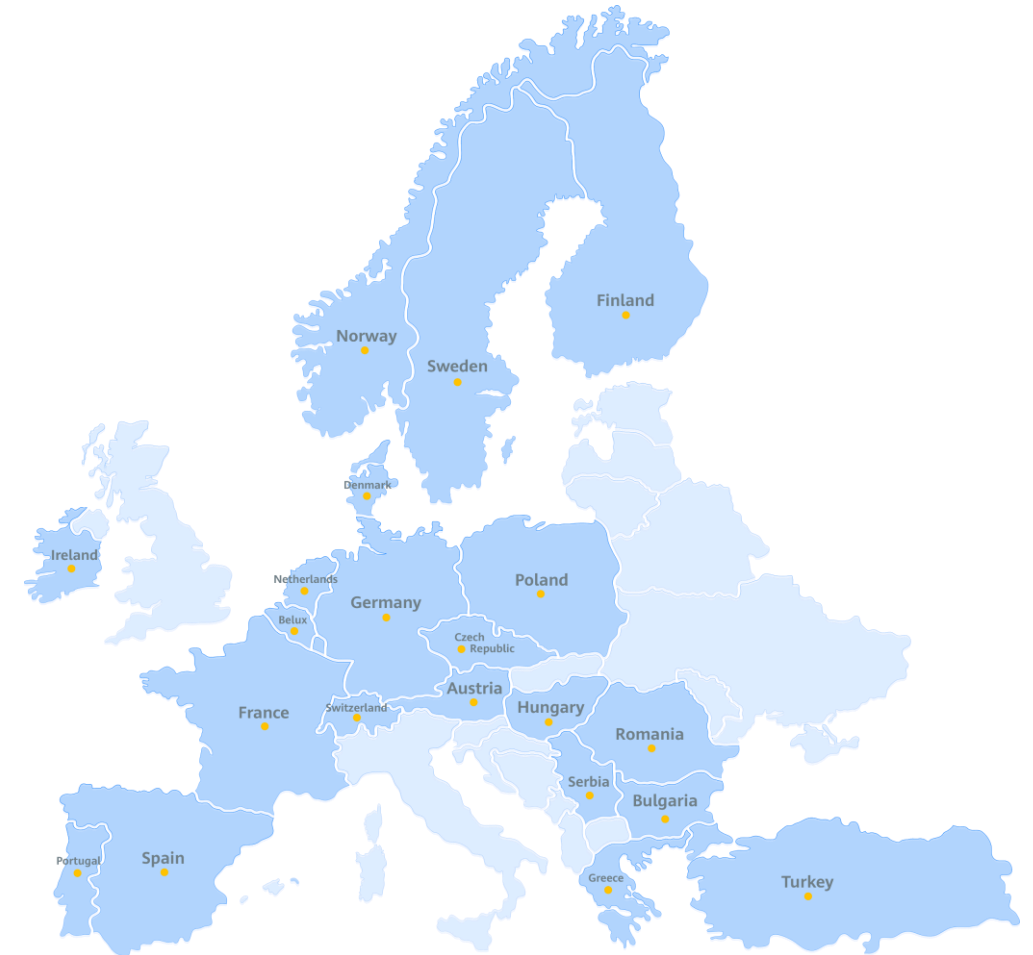 Finland
Norway
Sweden
Denmark
Ireland
Netherlands
Poland
Germany
Belux
Czech
Republic
Austria
Switzerland
Hungary
France
Romania
Serbia
Bulgaria
Spain
Portugal
Greece
Turkey